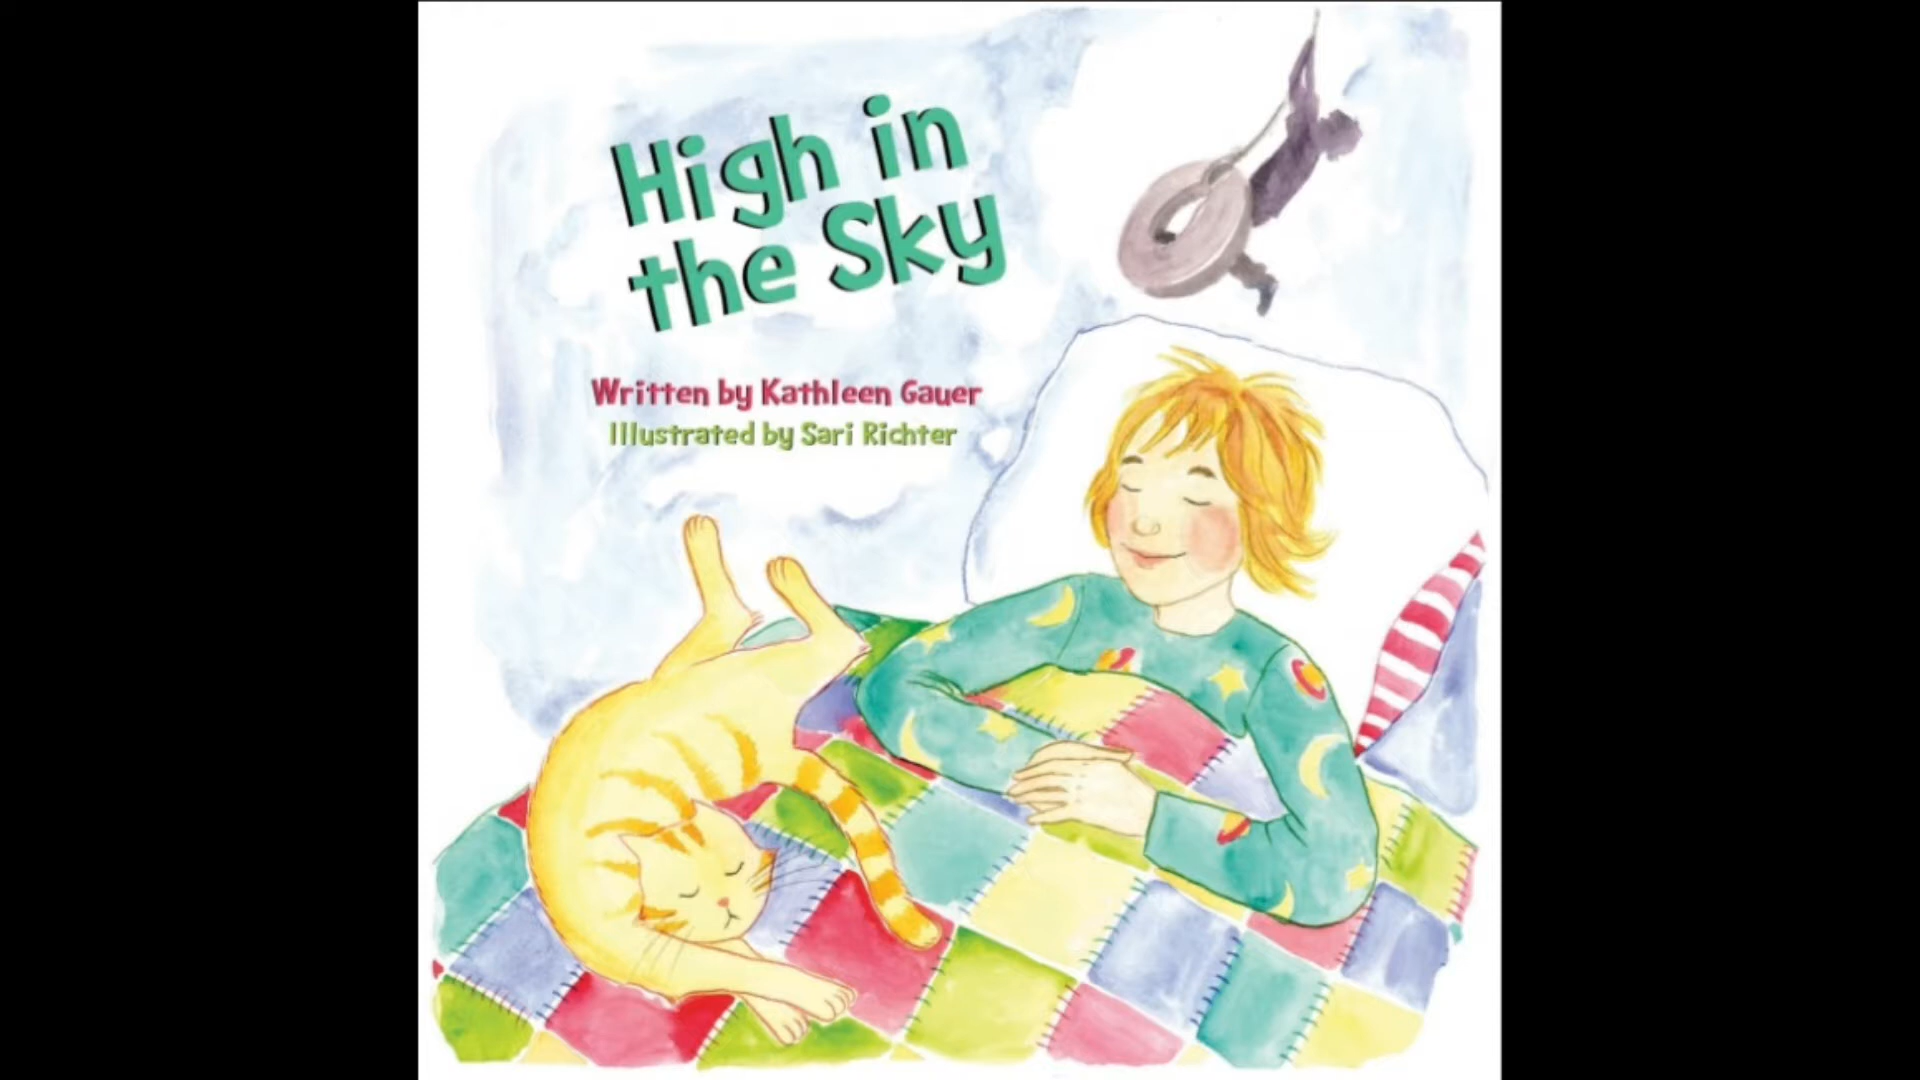 High in
the Sky
Written by Kathleen Gauer
Illustrated by Sari Richter